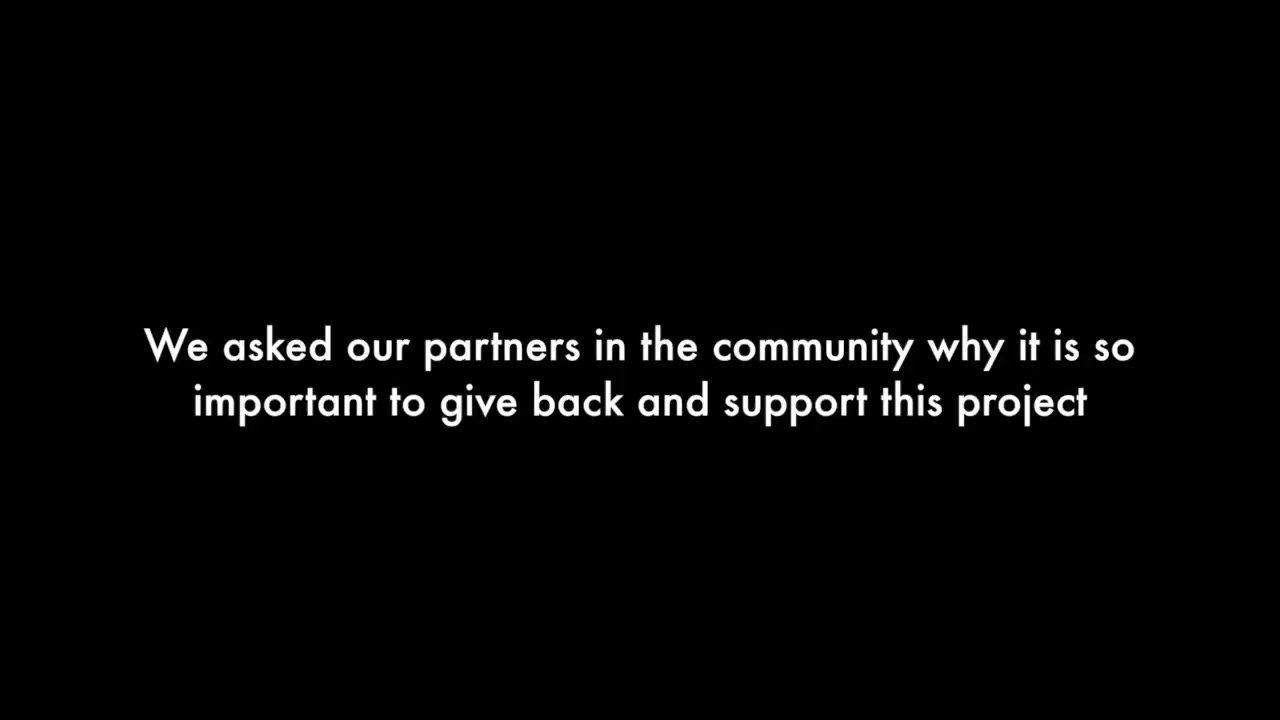 We asked our partners in the community why it is so
important to give back and support this project